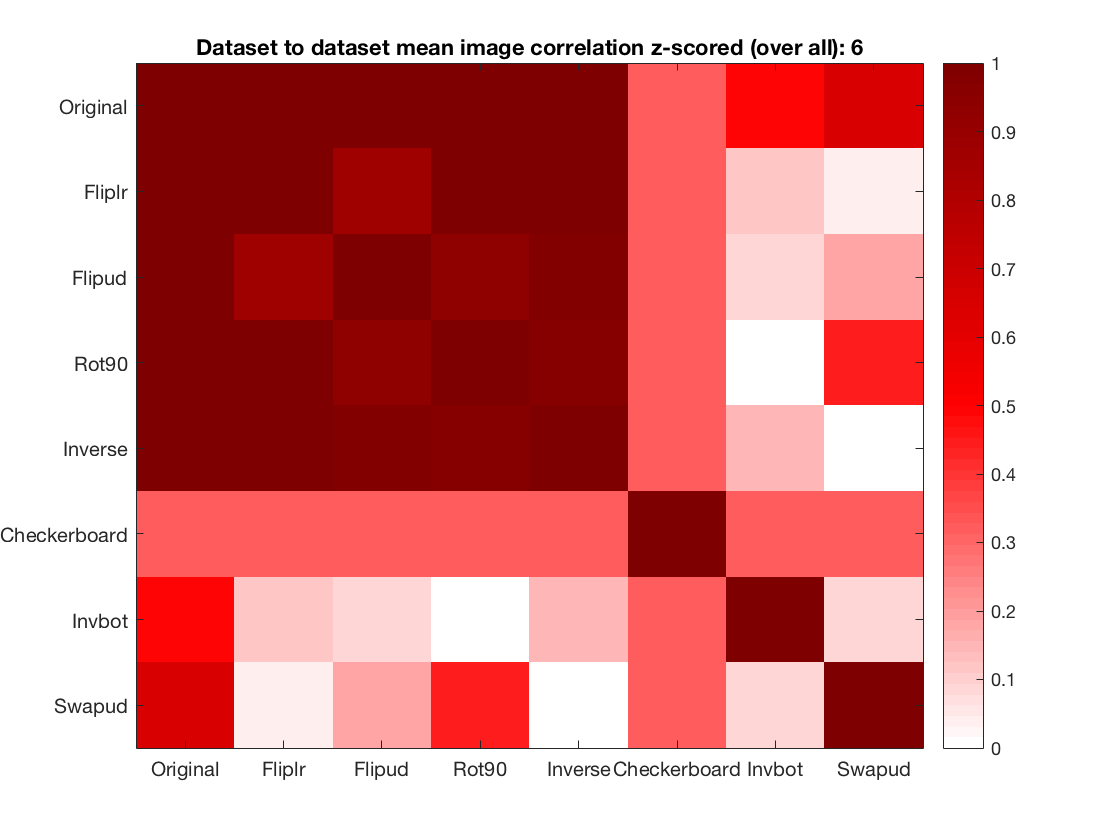 Dataset to dataset mean image correlation z-scored (over all): 6
Original
Fliplr
Flipud
Rot90
Inverse
Checkerboard
Invbot
Swapud
Original Fliplr Flipud Rot90 Inverse Checkerboard Invbot Swapud
1
0.9
0.8
0.7
0.6
0.5
0.4
0.3
0.2
0.1
0